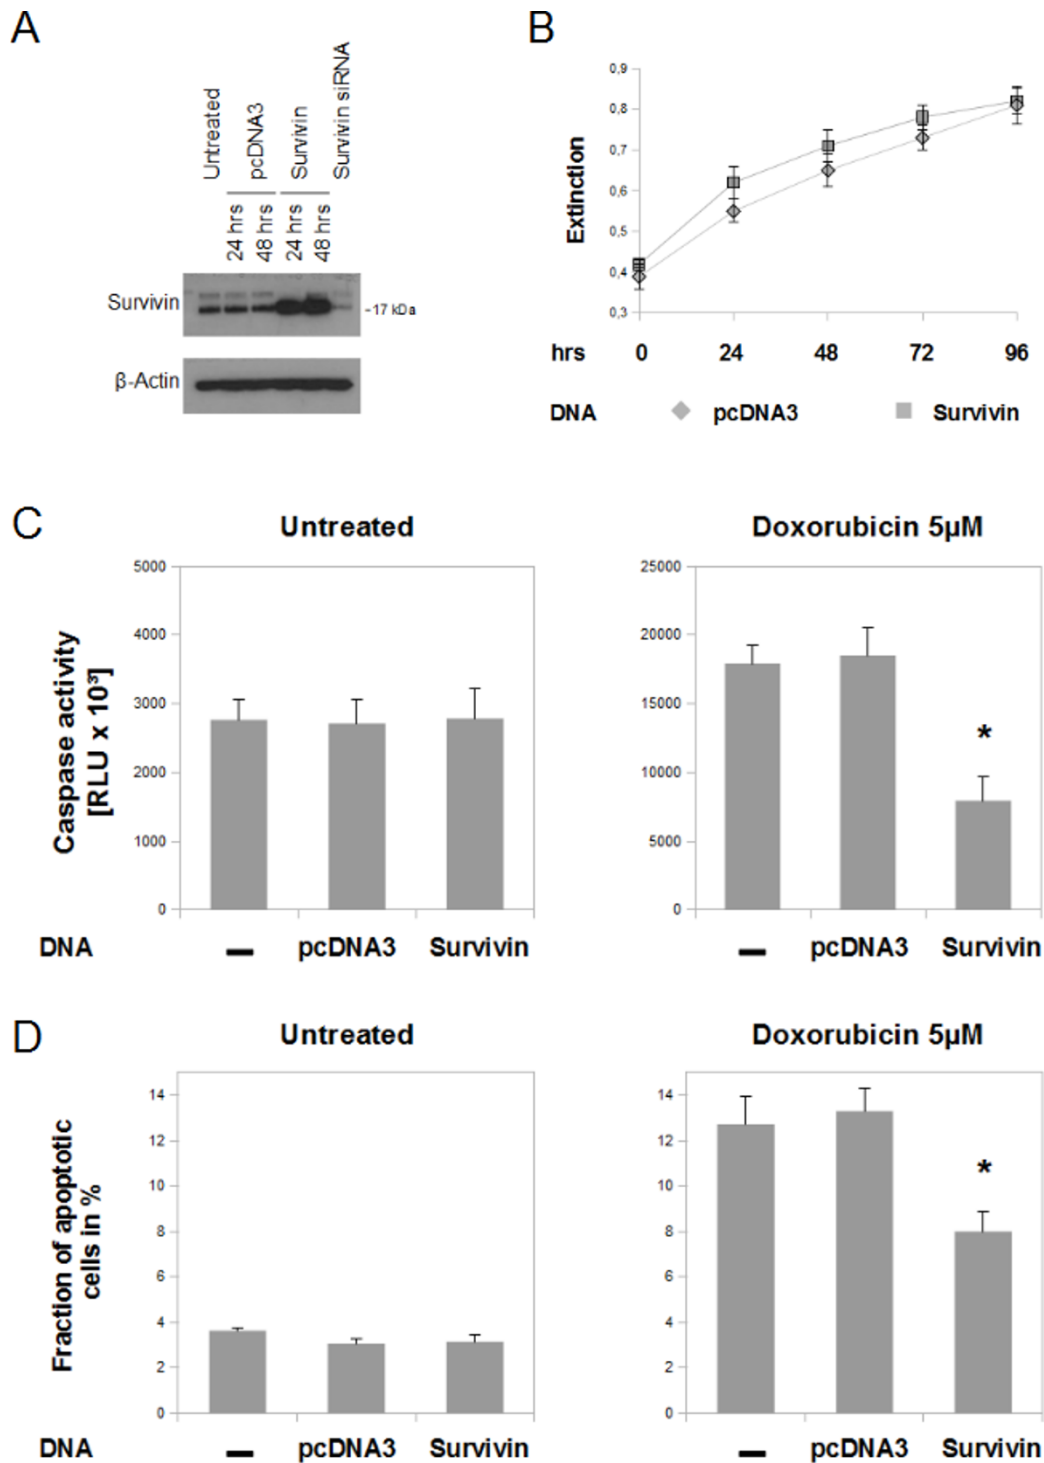 A
Untreated
pcDNA3
Survivin
Survivin siRNA
24 hrs
48 hrs
24 hrs
48 hrs
Survivin
-17 kDa
β-Actin
B
Extinction
0,9
0,8
0,7
0,6
0,5
0,4
0,3
hrs 0 24 48 72 96
DNA pcDNA3 Survivin
C
Untreated
Caspase activity
[RLU x 10³]
5000
4000
3000
2000
1000
0
DNA – pcDNA3 Survivin
Doxorubicin 5µM
25000
20000
15000
10000
5000
0
*
– pcDNA3 Survivin
D
Untreated
Fraction of apoptotic
cells in %
14
12
10
8
6
4
2
0
DNA – pcDNA3 Survivin
Doxorubicin 5µM
14
12
10
8
6
4
2
0
*
– pcDNA3 Survivin